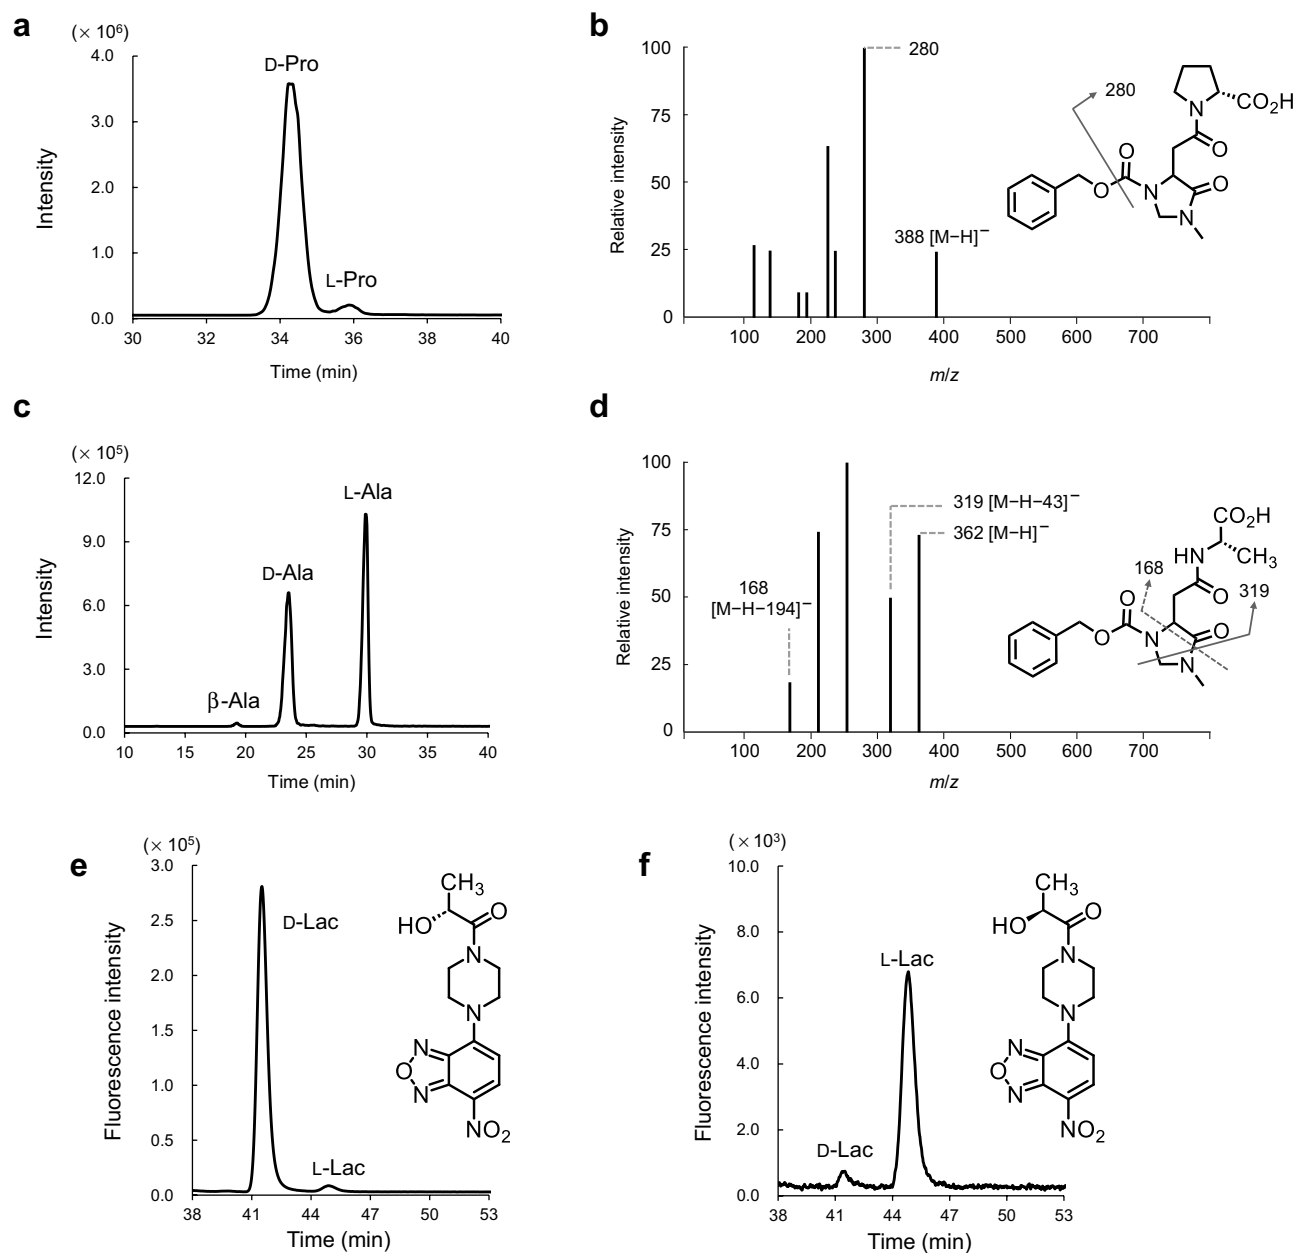 a
(× 10⁶)
4.0
3.0
2.0
1.0
0.0
Intensity
D-Pro
L-Pro
30 32 34 36 38 40
Time (min)
b
100
75
50
25
0
Relative intensity
280
388 [M−H]⁻
100 200 300 400 500 600 700
m/z
280
N
CO₂H
O
O
O
N
O
N
c
(× 10⁵)
12.0
9.0
6.0
3.0
0.0
Intensity
β-Ala
D-Ala
L-Ala
10 15 20 25 30 35 40
Time (min)
d
100
75
50
25
0
Relative intensity
168
[M−H−194]⁻
319 [M−H−43]⁻
362 [M−H]⁻
100 200 300 400 500 600 700
m/z
CO₂H
HN
CH₃
168
O
319
O
O
N
O
N
e
(× 10⁵)
3.0
2.5
2.0
1.5
1.0
0.5
0.0
Fluorescence intensity
D-Lac
L-Lac
38 41 44 47 50 53
Time (min)
CH₃
HO
O
N
N
N
O
N
NO₂
f
(× 10³)
10.0
8.0
6.0
4.0
2.0
0.0
Fluorescence intensity
L-Lac
D-Lac
38 41 44 47 50 53
Time (min)
CH₃
HO
O
N
N
N
O
N
NO₂